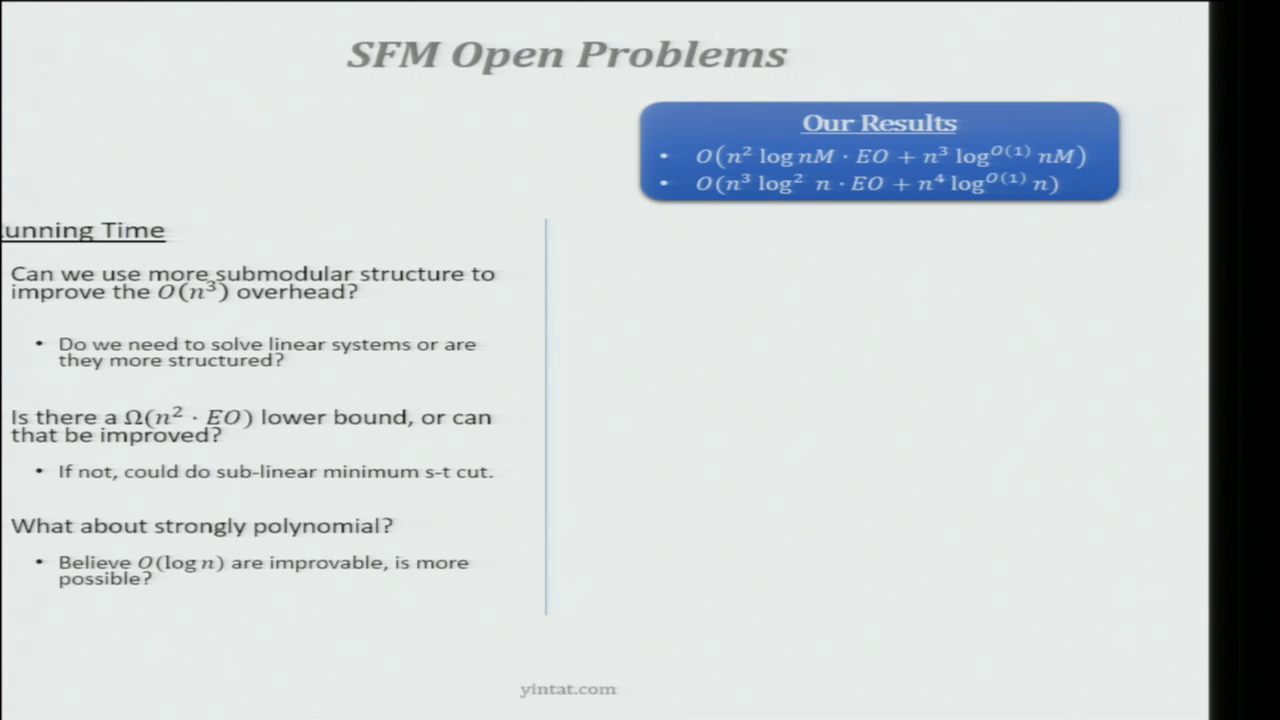 SFM Open Problems
Our Results
• O(n² log nM · EO + n³ log^{O(1)} nM)
• O(n³ log² n · EO + n⁴ log^{O(1)} n)
unning Time
Can we use more submodular structure to
improve the O(n³) overhead?
• Do we need to solve linear systems or are
they more structured?
Is there a Ω(n² · EO) lower bound, or can
that be improved?
• If not, could do sub-linear minimum s-t cut.
What about strongly polynomial?
• Believe O(log n) are improvable, is more
possible?
yintat.com